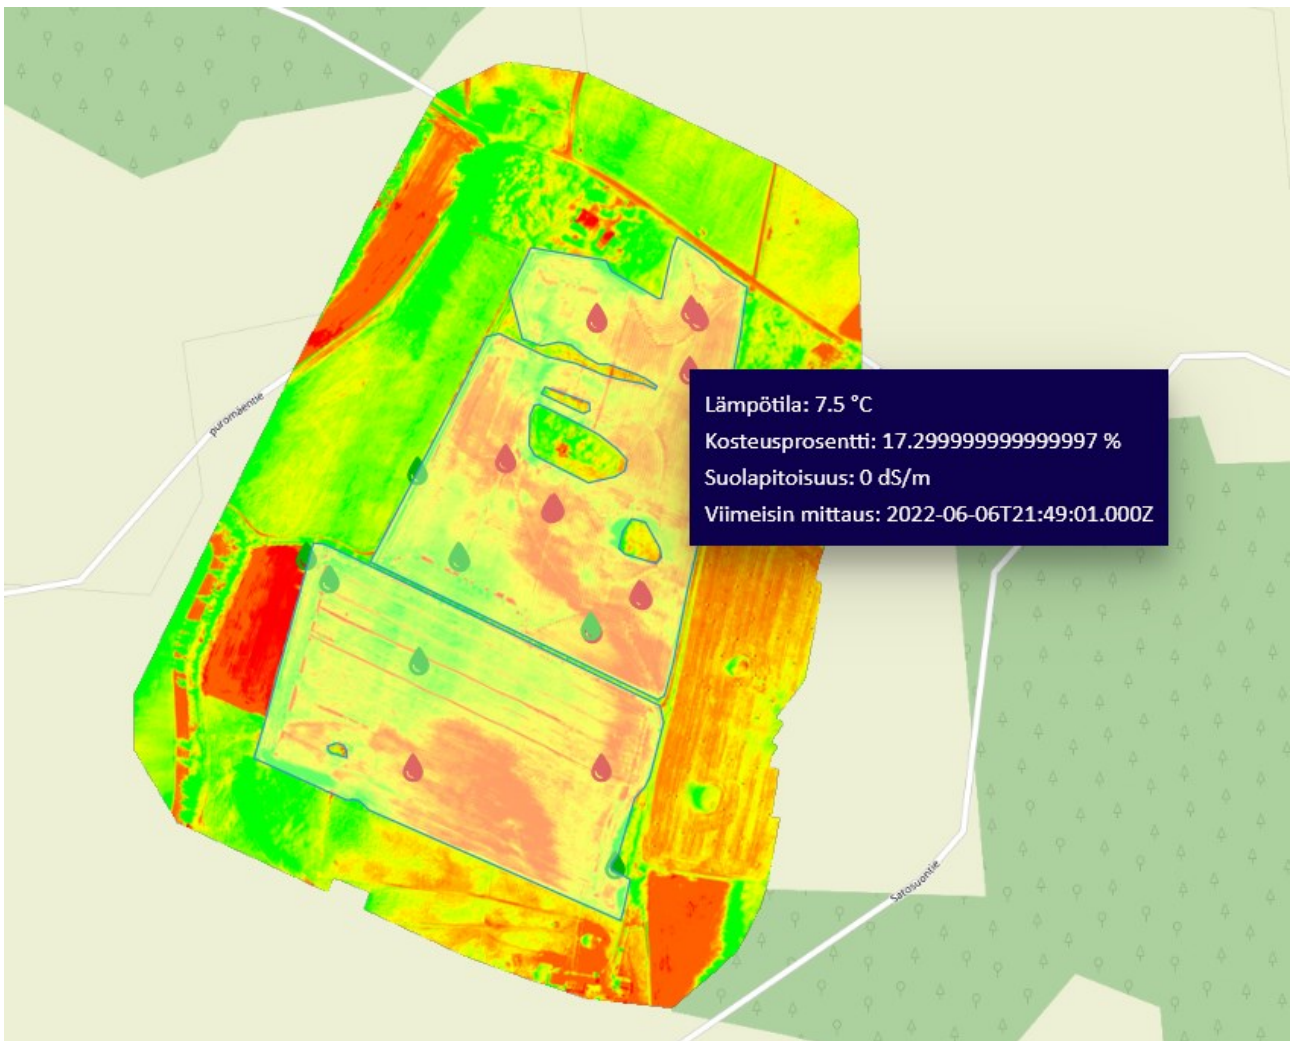 puromäentie
Lämpötila: 7.5 °C
Kosteusprosentti: 17.299999999999997 %
Suolapitoisuus: 0 dS/m
Viimeisin mittaus: 2022-06-06T21:49:01.000Z
Satosuontie